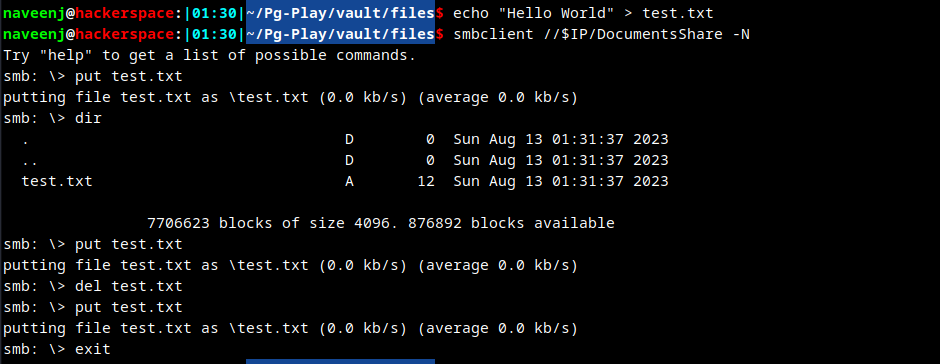 naveenj@hackerspace:|01:30|~/Pg-Play/vault/files$ echo "Hello World" > test.txt
naveenj@hackerspace:|01:30|~/Pg-Play/vault/files$ smbclient //$IP/DocumentsShare -N
Try "help" to get a list of possible commands.
smb: \> put test.txt
putting file test.txt as \test.txt (0.0 kb/s) (average 0.0 kb/s)
smb: \> dir
  .                                   D        0  Sun Aug 13 01:31:37 2023
  ..                                  D        0  Sun Aug 13 01:31:37 2023
  test.txt                            A       12  Sun Aug 13 01:31:37 2023
                7706623 blocks of size 4096. 876892 blocks available
smb: \> put test.txt
putting file test.txt as \test.txt (0.0 kb/s) (average 0.0 kb/s)
smb: \> del test.txt
smb: \> put test.txt
putting file test.txt as \test.txt (0.0 kb/s) (average 0.0 kb/s)
smb: \> exit